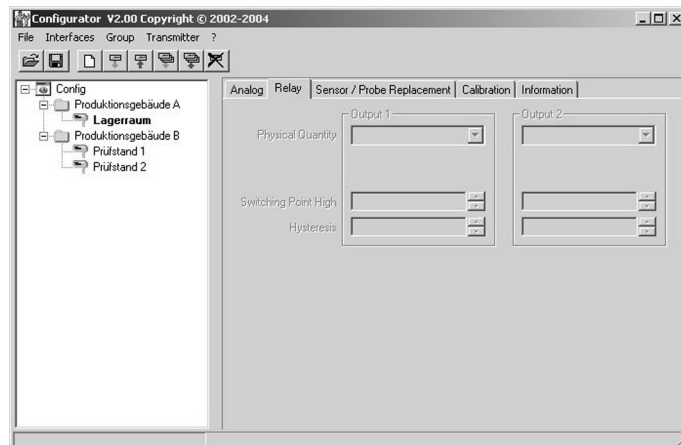 Configurator V2.00 Copyright © 2002-2004
File Interfaces Group Transmitter ?
Config
Produktionsgebäude A
Lagerraum
Produktionsgebäude B
Prüfstand 1
Prüfstand 2
Analog Relay Sensor / Probe Replacement Calibration Information
Output 1 Output 2
Physical Quantity
Switching Point High
Hysteresis